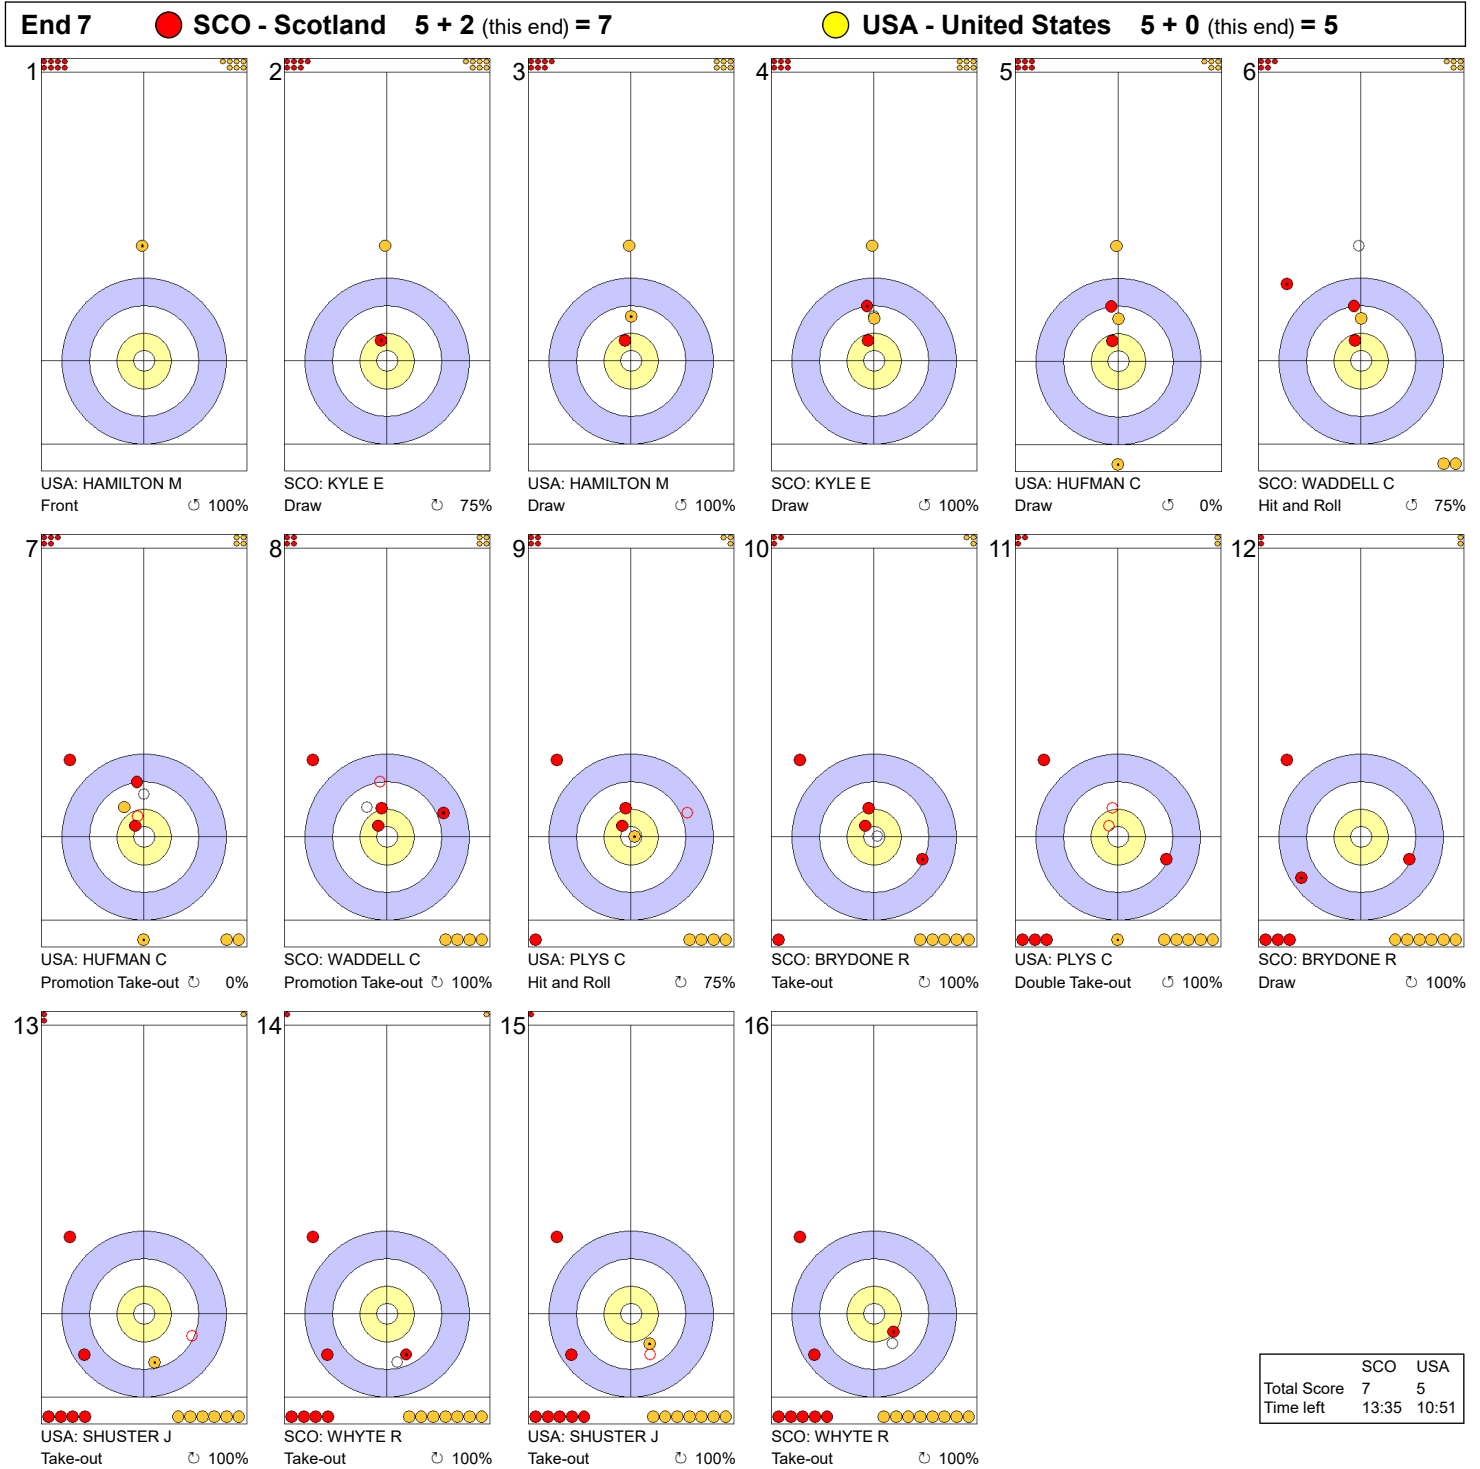 End 7 SCO - Scotland 5 + 2 (this end) = 7 USA - United States 5 + 0 (this end) = 5
1 2 3 4 5 6
USA: HAMILTON M SCO: KYLE E USA: HAMILTON M SCO: KYLE E USA: HUFMAN C SCO: WADDELL C
Front ↺ 100% Draw ↻ 75% Draw ↺ 100% Draw ↻ 100% Draw ↺ 0% Hit and Roll ↺ 75%
7 8 9 10 11 12
USA: HUFMAN C SCO: WADDELL C USA: PLYS C SCO: BRYDONE R USA: PLYS C SCO: BRYDONE R
Promotion Take-out ↻ 0% Promotion Take-out ↻ 100% Hit and Roll ↻ 75% Take-out ↻ 100% Double Take-out ↺ 100% Draw ↺ 100%
13 14 15 16
USA: SHUSTER J SCO: WHYTE R USA: SHUSTER J SCO: WHYTE R
Take-out ↻ 100% Take-out ↻ 100% Take-out ↻ 100% Take-out ↻ 100%
SCO USA
Total Score 7 5
Time left 13:35 10:51